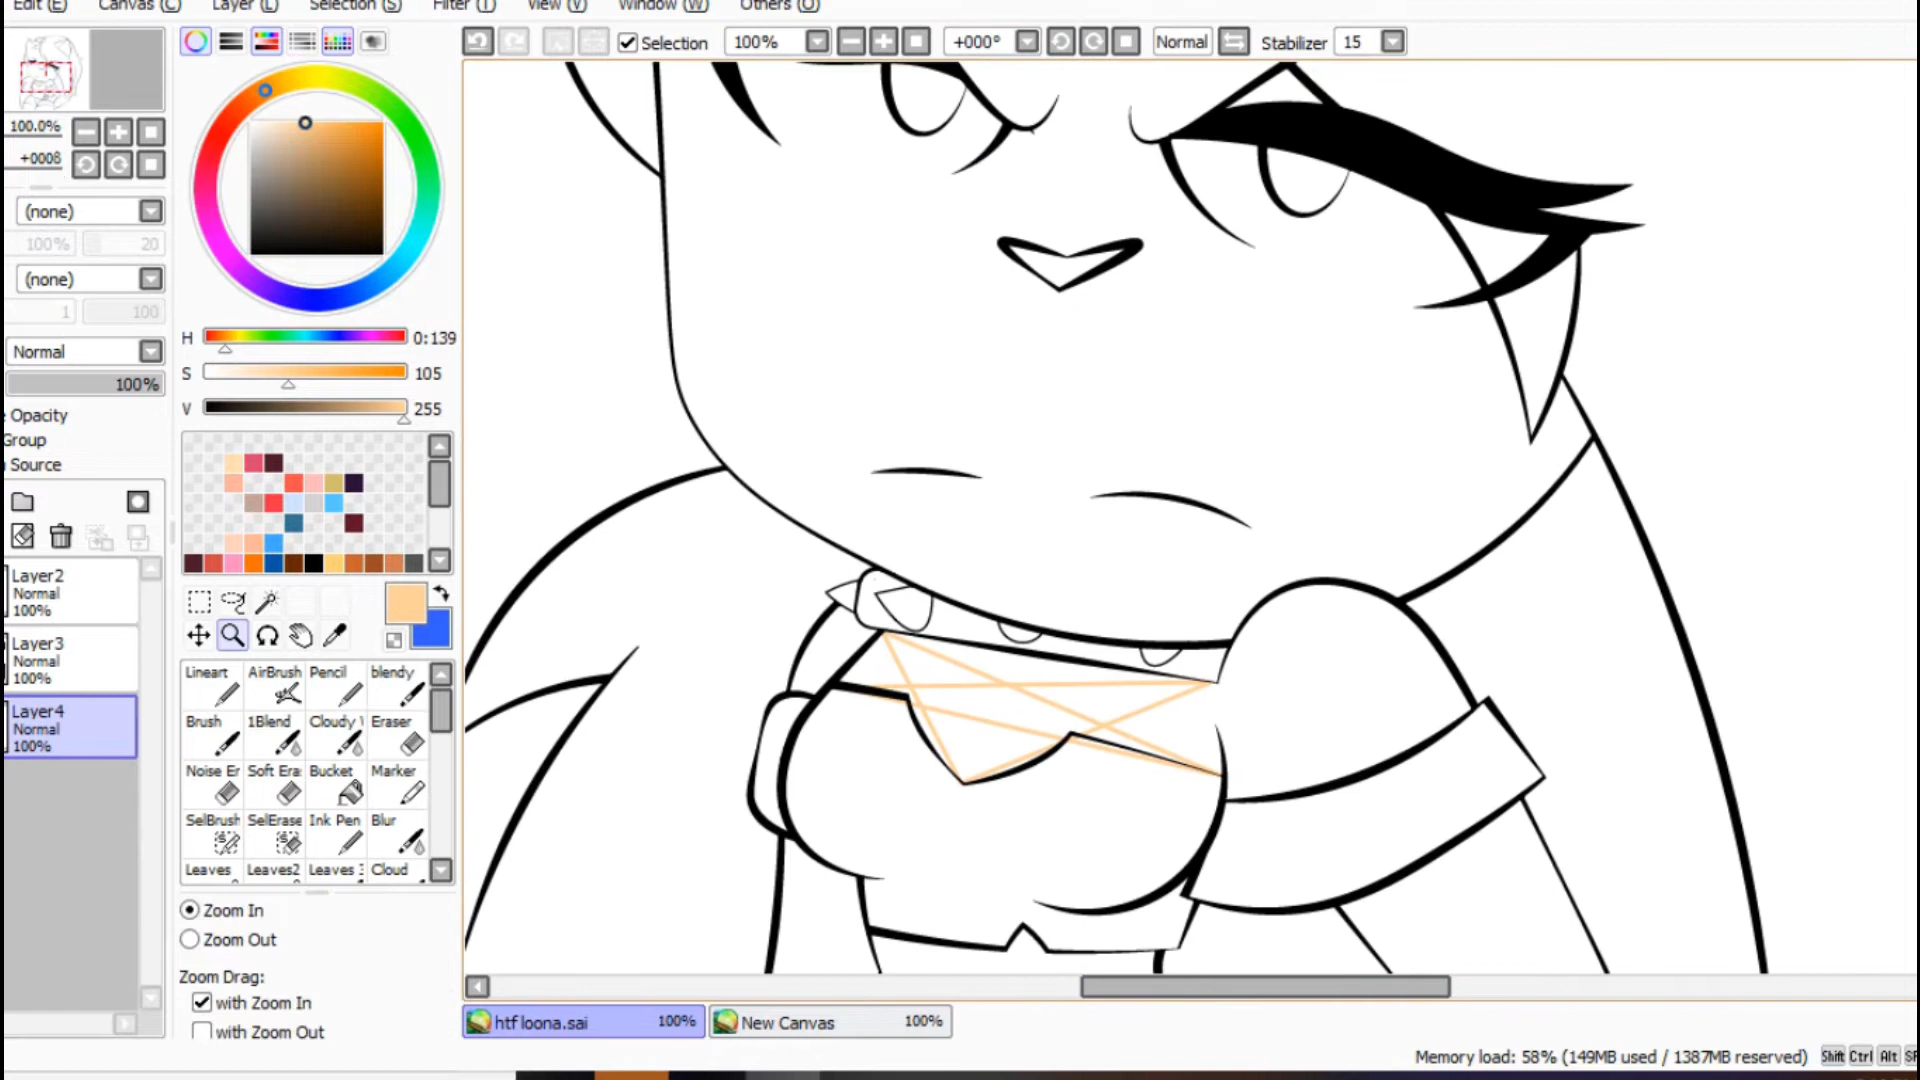 Edit (E) Canvas (C) Layer (L) Selection (S) Filter (T) View (V) Window (W) Others (O)
Selection 100% +000° Normal Stabilizer 15
100.0%
+000δ
(none)
100% 20
(none)
1 100
Normal
100%
Opacity
Group
Source
H 0:139
S 105
V 255
Layer2
Normal
100%
Layer3
Normal
100%
Layer4
Normal
100%
Lineart AirBrush Pencil blendy
Brush 1Blend Cloudy Eraser
Noise Er Soft Era: Bucket Marker
SelBrush SelErase Ink Pen Blur
Leaves Leaves2 Leaves Cloud
Zoom In
Zoom Out
Zoom Drag:
with Zoom In
with Zoom Out
htf loona.sai 100% New Canvas 100%
Memory load: 58% (149MB used / 1387MB reserved) Shift Ctrl Alt